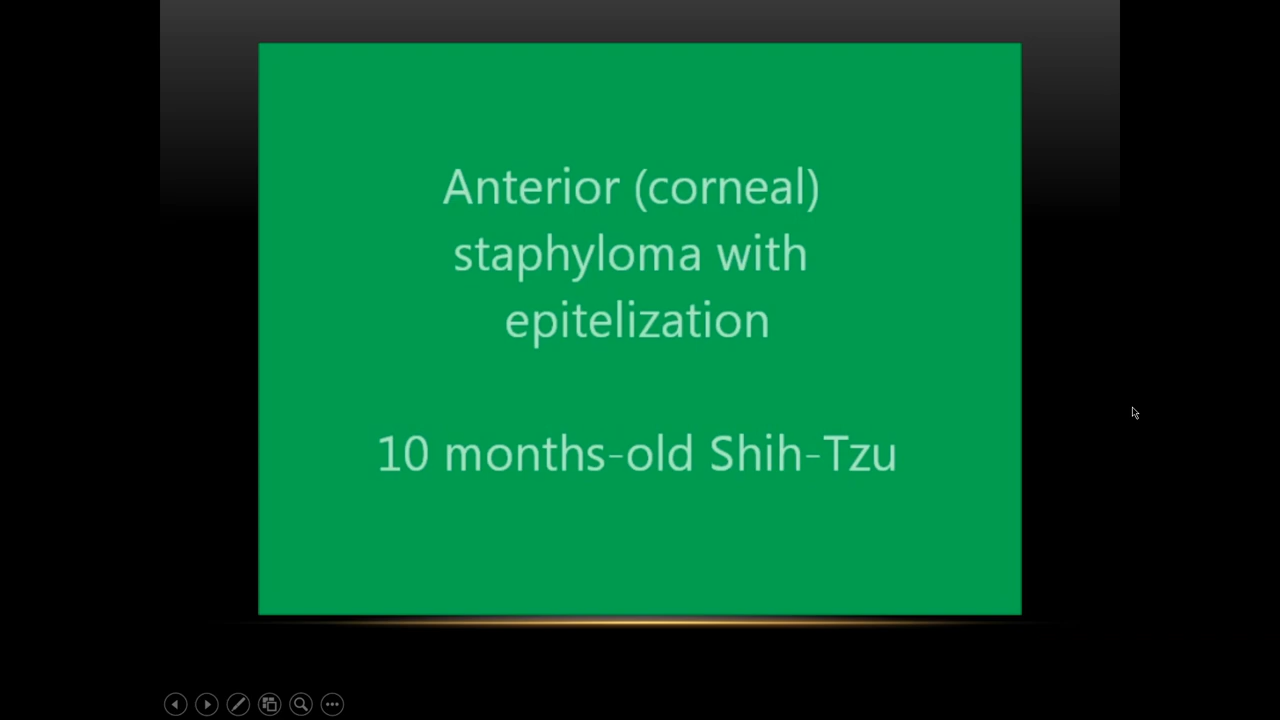 Anterior (corneal)
staphyloma with
epitelization
10 months-old Shih-Tzu